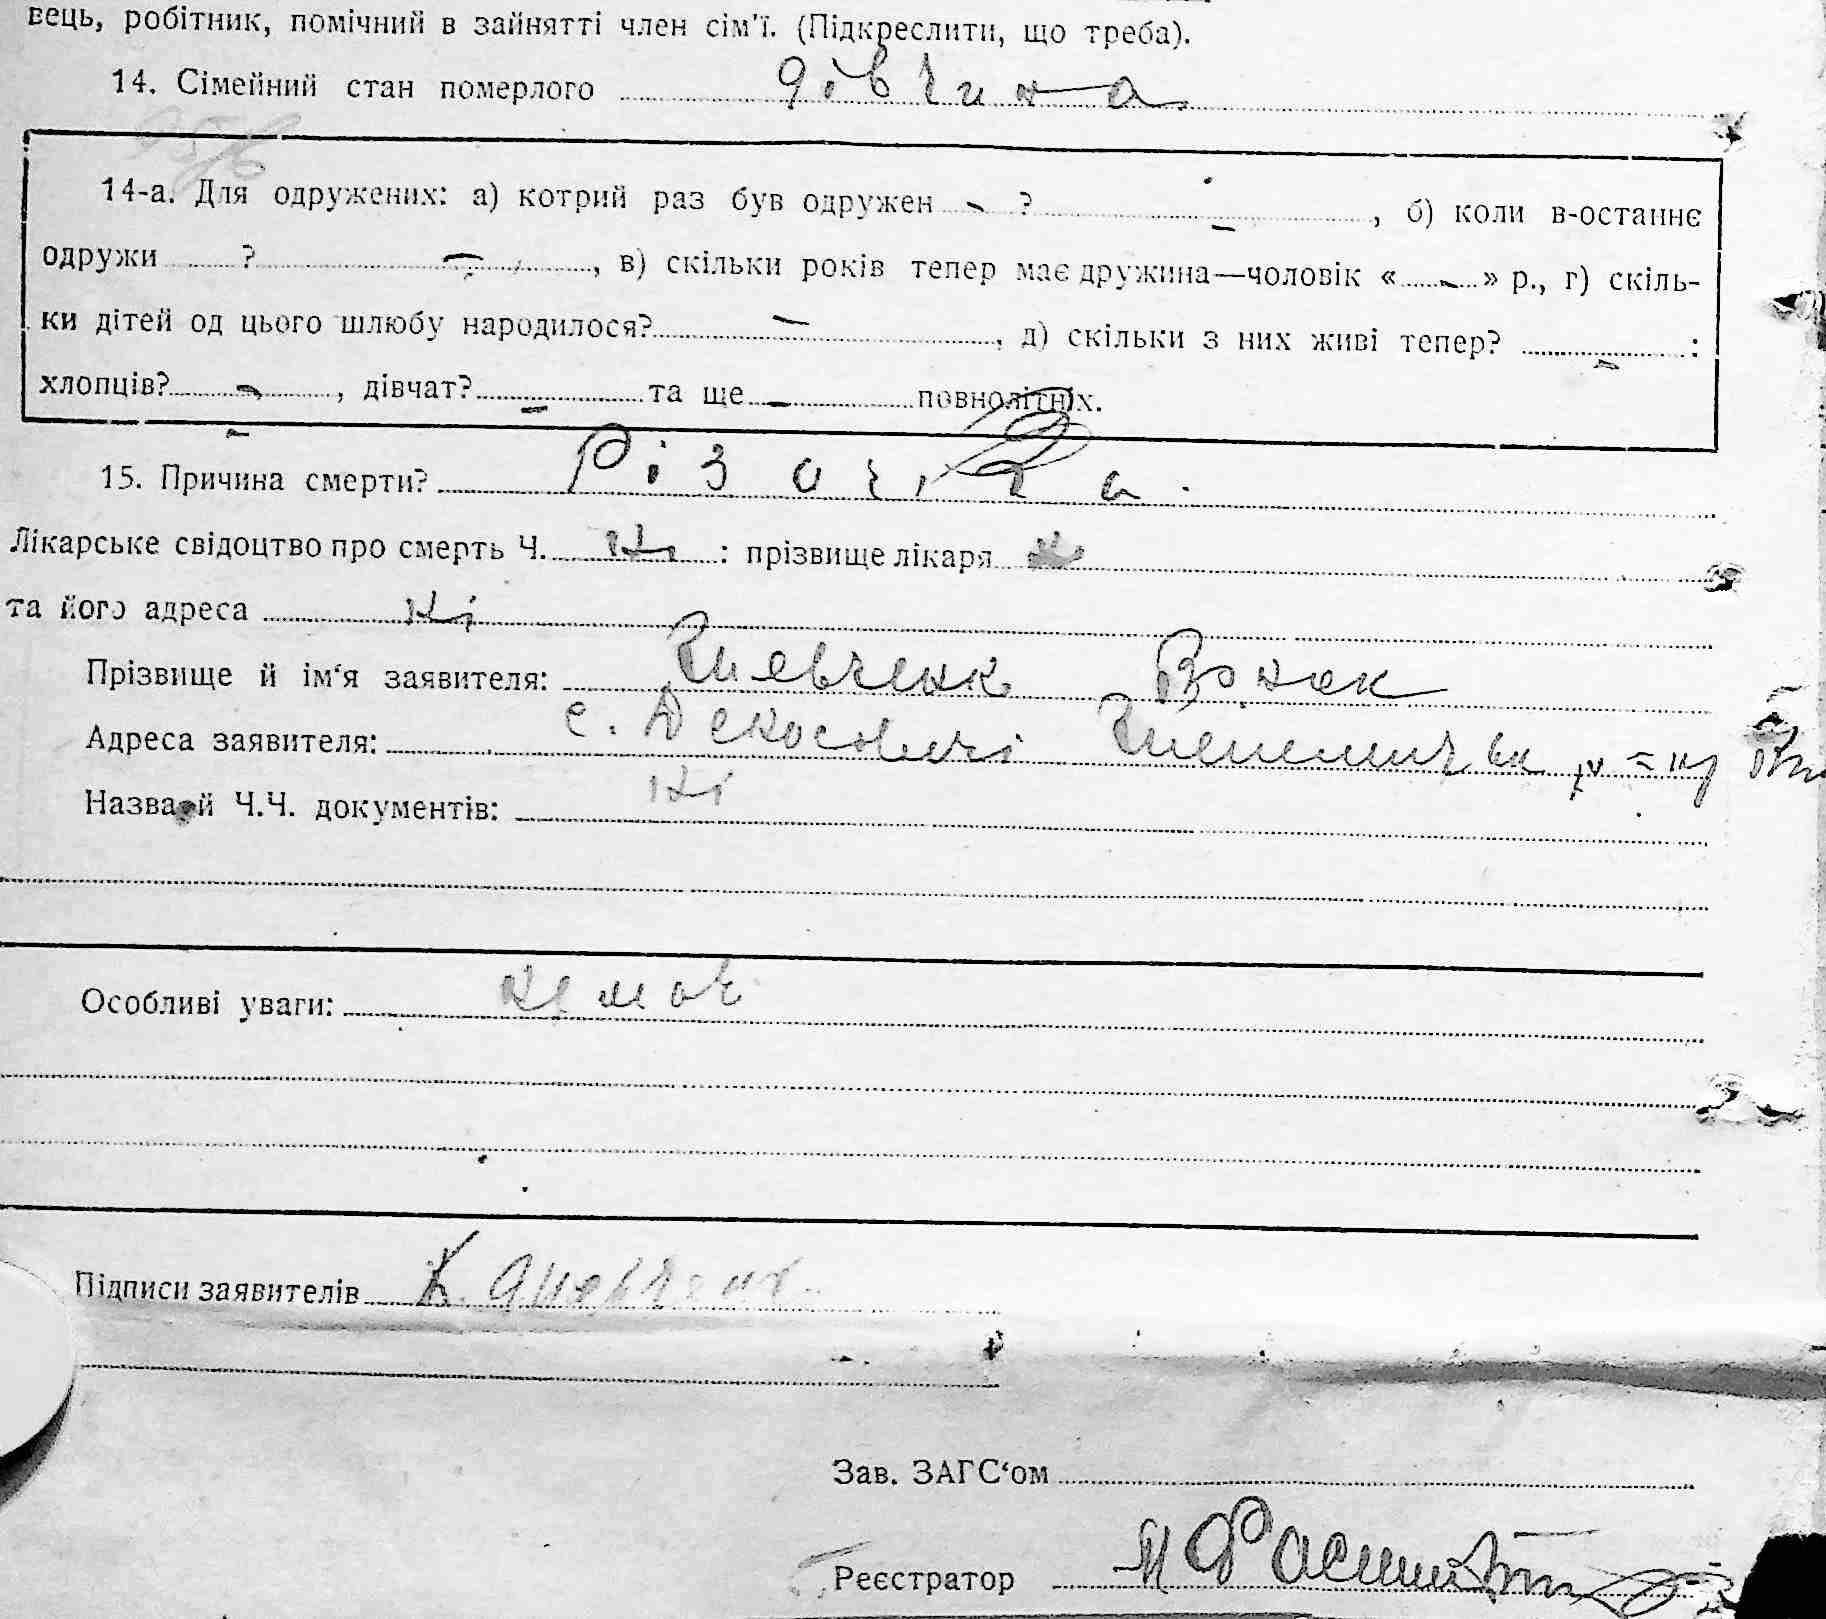 вець, робітник, помічний в зайнятті член сім'ї. (Підкреслити, що треба).
14. Сімейний стан померлого дівчина
14-а. Для одружених: а) котрий раз був одружен - ? - , б) коли в-останнє
одружи ? - , в) скільки років тепер має дружина—чоловік « - » р., г) скіль-
ки дітей од цього шлюбу народилося? - , д) скільки з них живі тепер? - :
хлопців? - , дівчат? - та ще - повнолітніх.
15. Причина смерти? Різачка.
Лікарське свідоцтво про смерть Ч. Ні : прізвище лікаря
та його адреса Ні
Прізвище й ім‘я заявителя:
Адреса заявителя: с.
Назва й Ч.Ч. документів: Ні
Особливі уваги: немає
Підписи заявителів
Зав. ЗАГС‘ом
Реєстратор